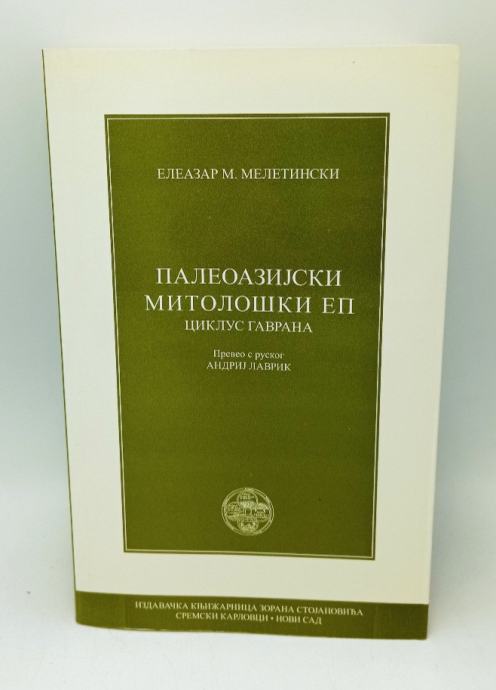 ЕЛЕАЗАР М. МЕЛЕТИНСКИ
ПАЛЕОАЗИЈСКИ
МИТОЛОШКИ ЕП
ЦИКЛУС ГАВРАНА
Превео с руског
АНДРИЈ ЛАВРИК
ИЗДАВАЧКА КЊИЖАРНИЦА ЗОРАНА СТОЈАНОВИЋА
СРЕМСКИ КАРЛОВЦИ • НОВИ САД